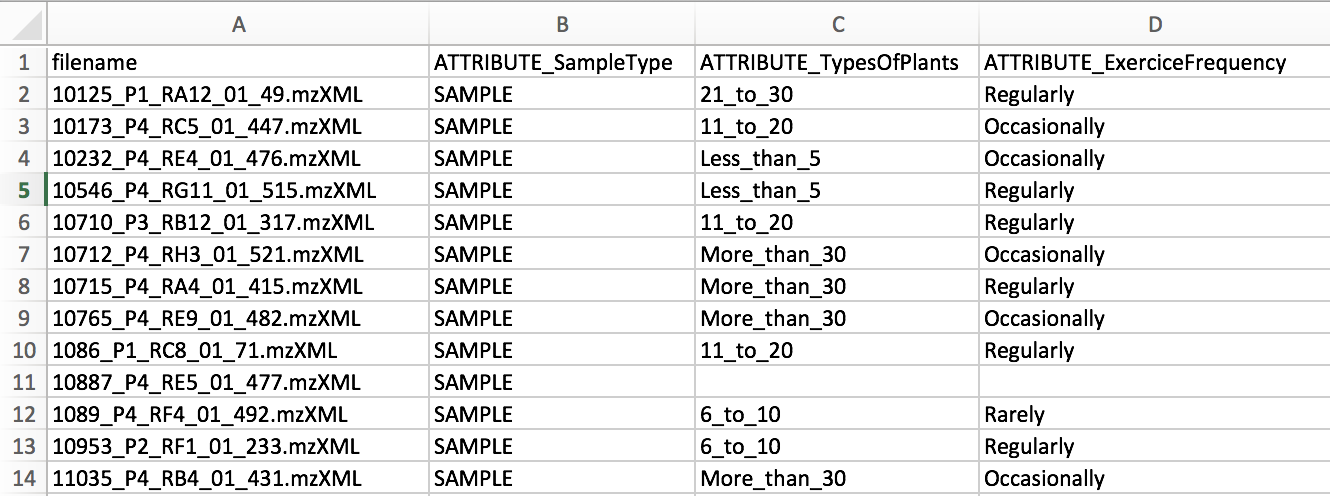 A B C D
1 filename ATTRIBUTE_SampleType ATTRIBUTE_TypesOfPlants ATTRIBUTE_ExerciceFrequency
2 10125_P1_RA12_01_49.mzXML SAMPLE 21_to_30 Regularly
3 10173_P4_RC5_01_447.mzXML SAMPLE 11_to_20 Occasionally
4 10232_P4_RE4_01_476.mzXML SAMPLE Less_than_5 Occasionally
5 10546_P4_RG11_01_515.mzXML SAMPLE Less_than_5 Regularly
6 10710_P3_RB12_01_317.mzXML SAMPLE 11_to_20 Regularly
7 10712_P4_RH3_01_521.mzXML SAMPLE More_than_30 Occasionally
8 10715_P4_RA4_01_415.mzXML SAMPLE More_than_30 Regularly
9 10765_P4_RE9_01_482.mzXML SAMPLE More_than_30 Occasionally
10 1086_P1_RC8_01_71.mzXML SAMPLE 11_to_20 Regularly
11 10887_P4_RE5_01_477.mzXML SAMPLE
12 1089_P4_RF4_01_492.mzXML SAMPLE 6_to_10 Rarely
13 10953_P2_RF1_01_233.mzXML SAMPLE 6_to_10 Regularly
14 11035_P4_RB4_01_431.mzXML SAMPLE More_than_30 Occasionally